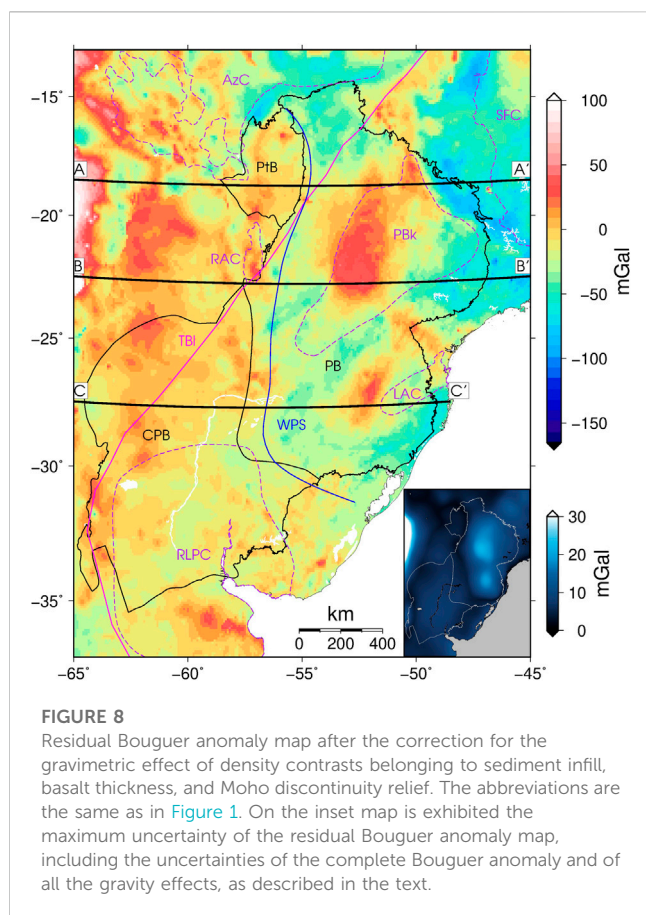 AzC
−15°
SFC
PtB
A
A'
−20°
PBk
RAC
B
B'
TBl
−25°
PB
LAC
C
C'
CPB
WPS
−30°
RLPC
−35°
km
0 200 400
−65°
−60°
−55°
−50°
−45°
100
50
0
−50
−100
−150
mGal
30
20
10
0
mGal
FIGURE 8
Residual Bouguer anomaly map after the correction for the
gravimetric effect of density contrasts belonging to sediment infill,
basalt thickness, and Moho discontinuity relief. The abbreviations are
the same as in Figure 1. On the inset map is exhibited the
maximum uncertainty of the residual Bouguer anomaly map,
including the uncertainties of the complete Bouguer anomaly and of
all the gravity effects, as described in the text.